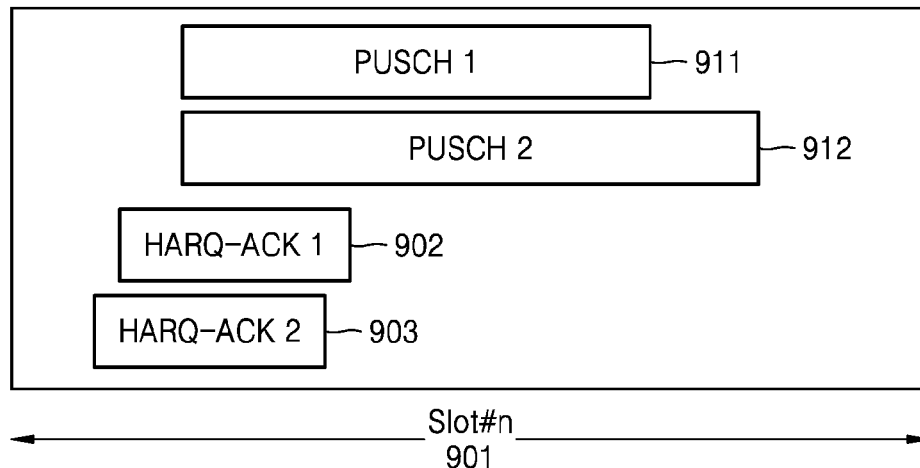 PUSCH 1 911
PUSCH 2 912
HARQ-ACK 1 902
HARQ-ACK 2 903
Slot#n
901